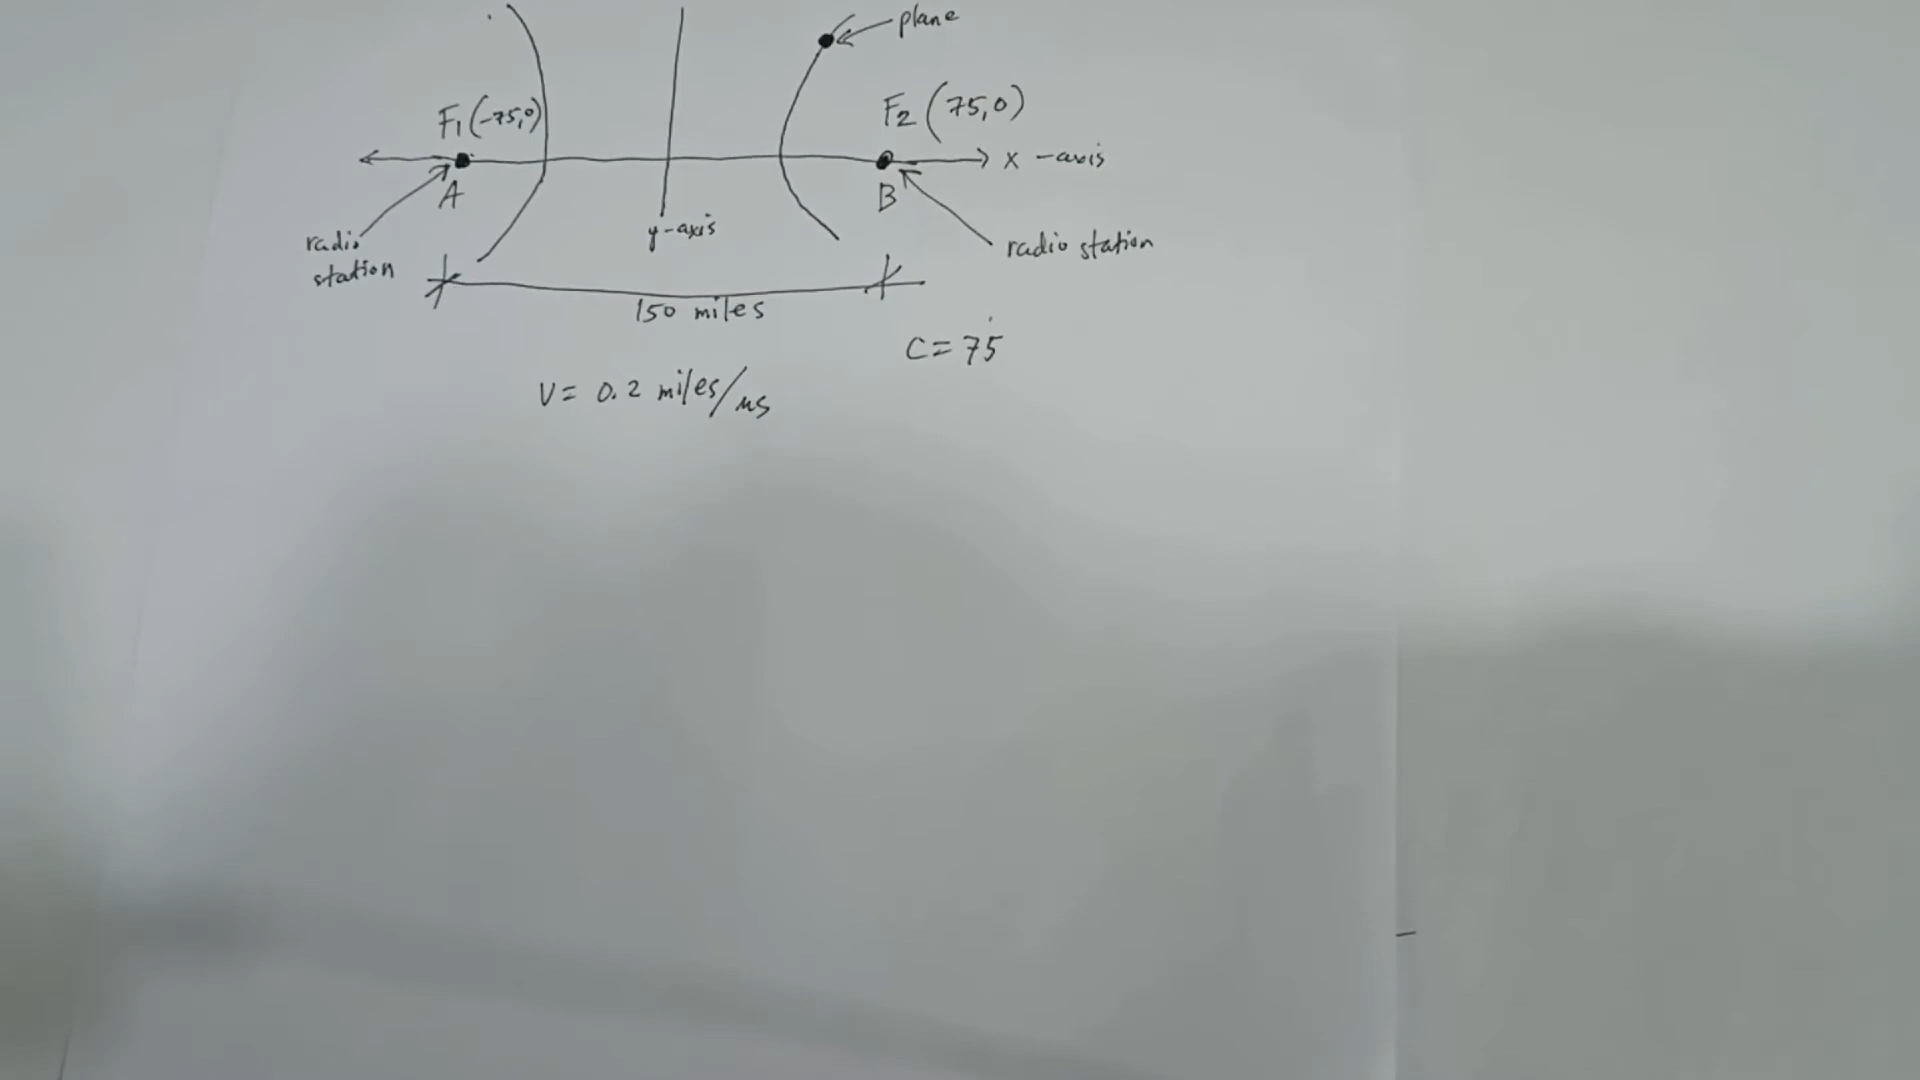 plane
F₁(-75,0)
F₂ (75,0)
x-axis
A
B
y-axis
radio
station
radio station
150 miles
C = 75
V = 0.2 miles/μs